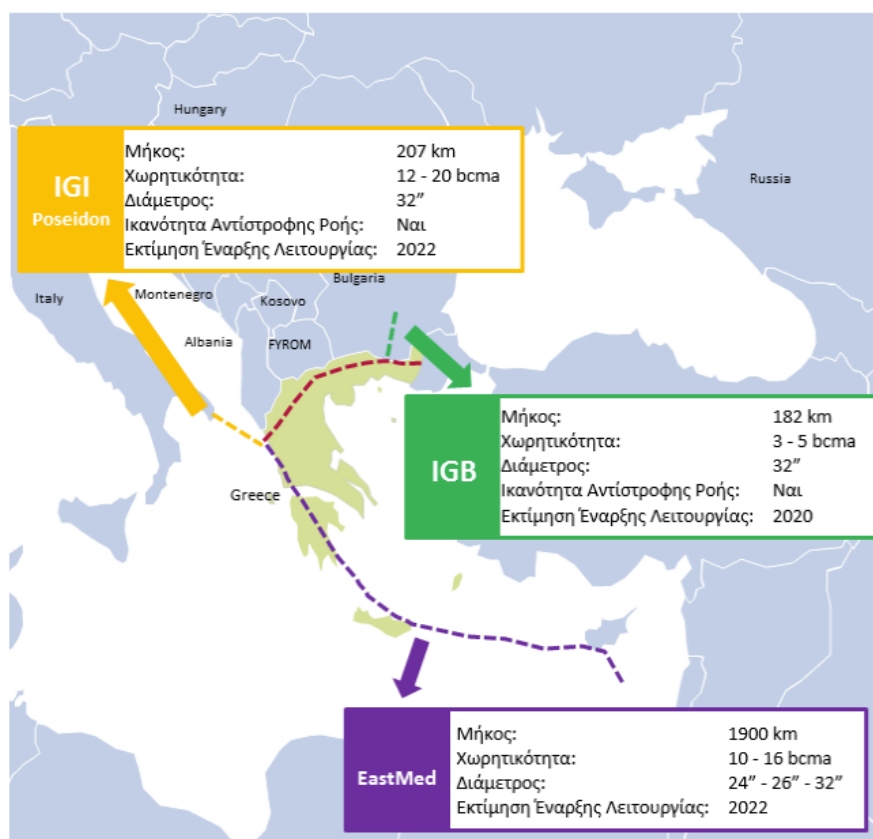 Hungary
IGI
Poseidon
Μήκος: 207 km
Χωρητικότητα: 12 - 20 bcma
Διάμετρος: 32”
Ικανότητα Αντίστροφης Ροής: Ναι
Εκτίμηση Έναρξης Λειτουργίας: 2022
Russia
Bulgaria
Italy
Montenegro
Kosovo
Albania
FYROM
IGB
Μήκος: 182 km
Χωρητικότητα: 3 - 5 bcma
Διάμετρος: 32”
Ικανότητα Αντίστροφης Ροής: Ναι
Εκτίμηση Έναρξης Λειτουργίας: 2020
Greece
EastMed
Μήκος: 1900 km
Χωρητικότητα: 10 - 16 bcma
Διάμετρος: 24” - 26” - 32”
Εκτίμηση Έναρξης Λειτουργίας: 2022